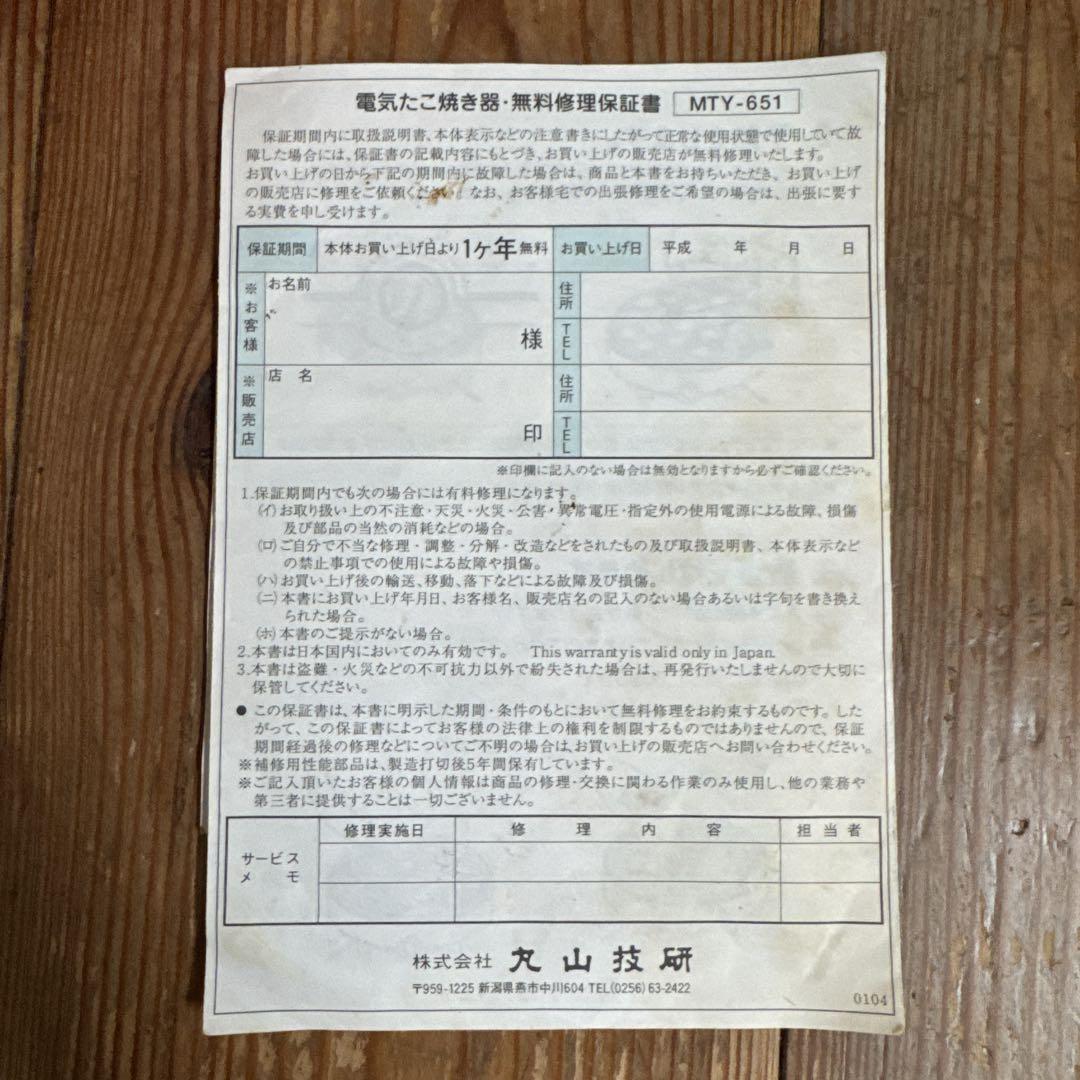 電気たこ焼き器・無料修理保証書 MTY-651
保証期間内に取扱説明書、本体表示などの注意書きにしたがって正常な使用状態で使用していて故
障した場合には、保証書の記載内容にもとづき、お買い上げの販売店が無料修理いたします。
お買い上げの日から下記の期間内に故障した場合は、商品と本書をお持ちいただき、お買い上げ
の販売店に修理をご依頼ください。なお、お客様宅での出張修理をご希望の場合は、出張に要す
る実費を申し受けます。
保証期間 本体お買い上げ日より1ヶ年無料 お買い上げ日 平成 年 月 日
※お客様 お名前 様 住所
TEL
※販売店 店名 印 住所
TEL
※印欄に記入のない場合は無効となりますから必ずご確認ください。
1.保証期間内でも次の場合には有料修理になります。
(イ)お取り扱い上の不注意・天災・火災・公害・異常電圧・指定外の使用電源による故障、損傷
及び部品の当然の消耗などの場合。
(ロ)ご自分で不当な修理・調整・分解・改造などをされたもの及び取扱説明書、本体表示など
の禁止事項での使用による故障や損傷。
(ハ)お買い上げ後の輸送、移動、落下などによる故障及び損傷。
(ニ)本書にお買い上げ年月日、お客様名、販売店名の記入のない場合あるいは字句を書き換え
られた場合。
(ホ)本書のご提示がない場合。
2.本書は日本国内においてのみ有効です。 This warranty is valid only in Japan.
3.本書は盗難・火災などの不可抗力以外で紛失された場合は、再発行いたしませんので大切に
保管してください。
● この保証書は、本書に明示した期間・条件のもとにおいて無料修理をお約束するものです。した
がって、この保証書によってお客様の法律上の権利を制限するものではありませんので、保証
期間経過後の修理などについてご不明の場合は、お買い上げの販売店へお問い合わせください。
※補修用性能部品は、製造打切後5年間保有しています。
※ご記入頂いたお客様の個人情報は商品の修理・交換に関わる作業のみ使用し、他の業務や
第三者に提供することは一切ございません。
サービスメモ 修理実施日 修理内容 担当者
株式会社 丸山技研
〒959-1225 新潟県燕市中川604 TEL(0256)63-2422
0104